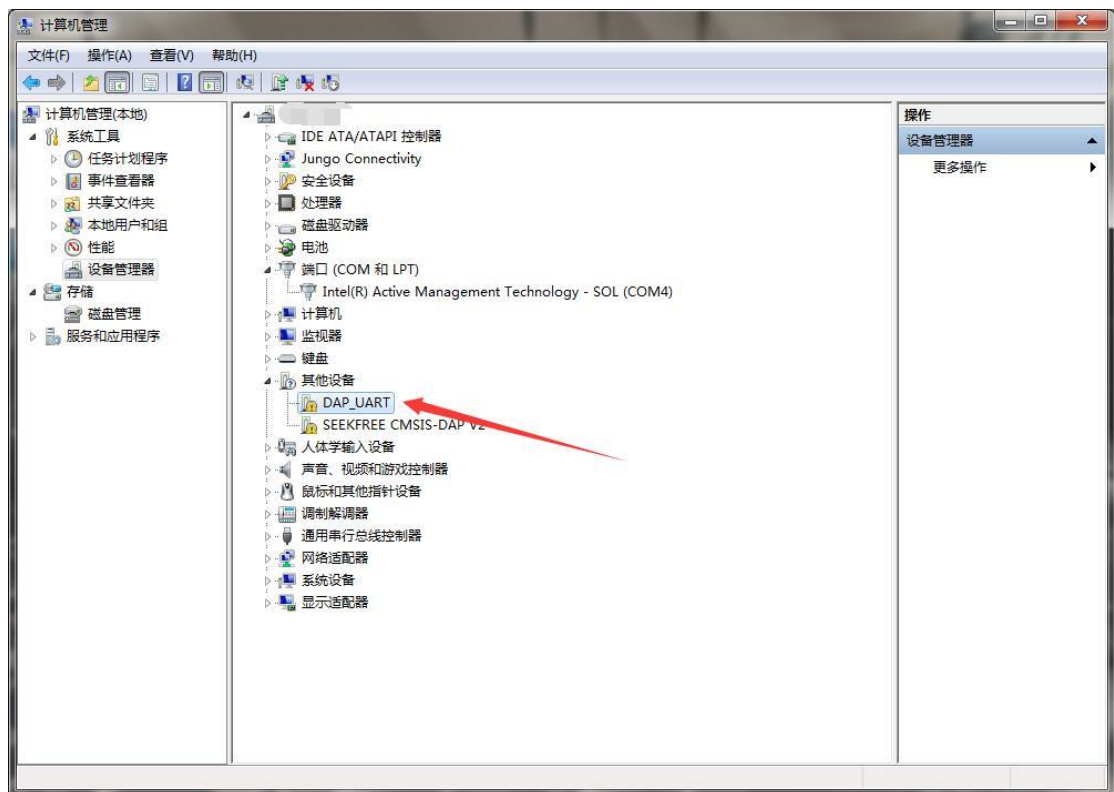 计算机管理
文件(F) 操作(A) 查看(V) 帮助(H)
计算机管理(本地)
系统工具
任务计划程序
事件查看器
共享文件夹
本地用户和组
性能
设备管理器
存储
磁盘管理
服务和应用程序
IDE ATA/ATAPI 控制器
Jungo Connectivity
安全设备
处理器
磁盘驱动器
电池
端口 (COM 和 LPT)
Intel(R) Active Management Technology - SOL (COM4)
计算机
监视器
键盘
其他设备
DAP_UART
SEEKFREE CMSIS-DAP V2
人体学输入设备
声音、视频和游戏控制器
鼠标和其他指针设备
调制解调器
通用串行总线控制器
网络适配器
系统设备
显示适配器
操作
设备管理器
更多操作